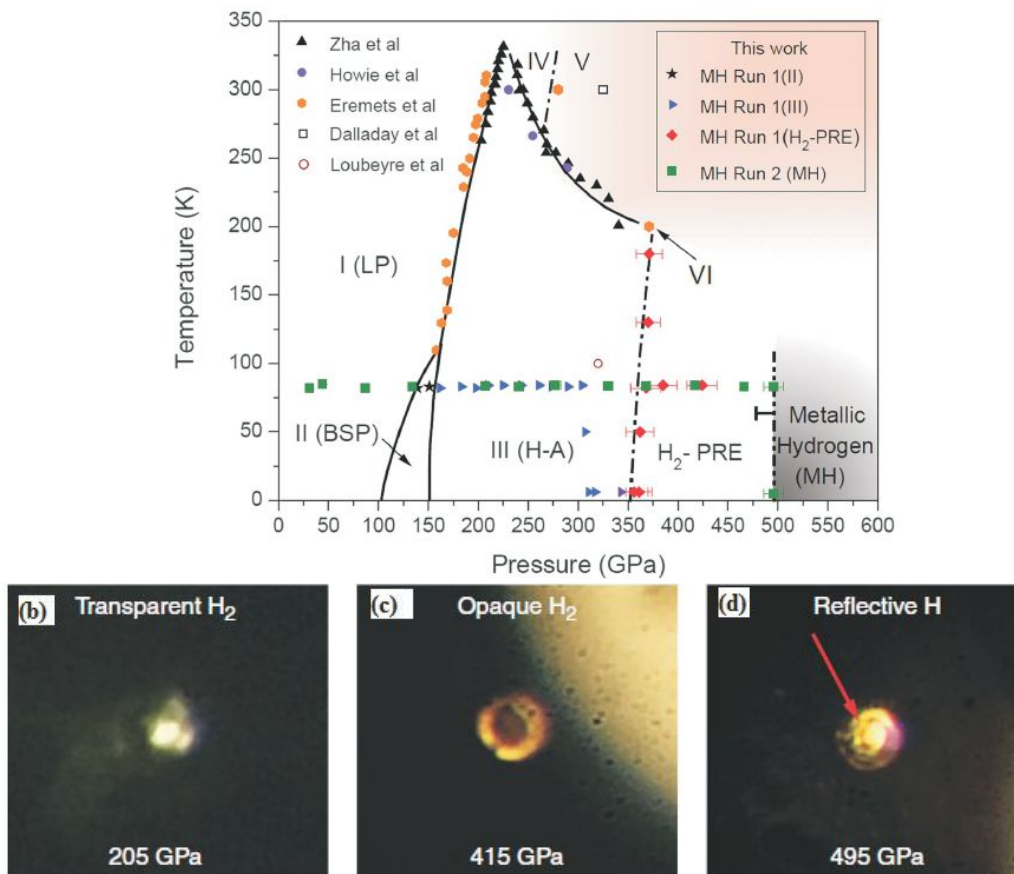 350
300
250
200
150
100
50
0
Temperature (K)
Zha et al
Howie et al
Eremets et al
Dalladay et al
Loubeyre et al
IV
V
This work
MH Run 1(II)
MH Run 1(III)
MH Run 1(H₂-PRE)
MH Run 2 (MH)
I (LP)
VI
II (BSP)
III (H-A)
H₂- PRE
Metallic
Hydrogen
(MH)
0 50 100 150 200 250 300 350 400 450 500 550 600
Pressure (GPa)
(b) Transparent H₂
205 GPa
(c) Opaque H₂
415 GPa
(d) Reflective H
495 GPa